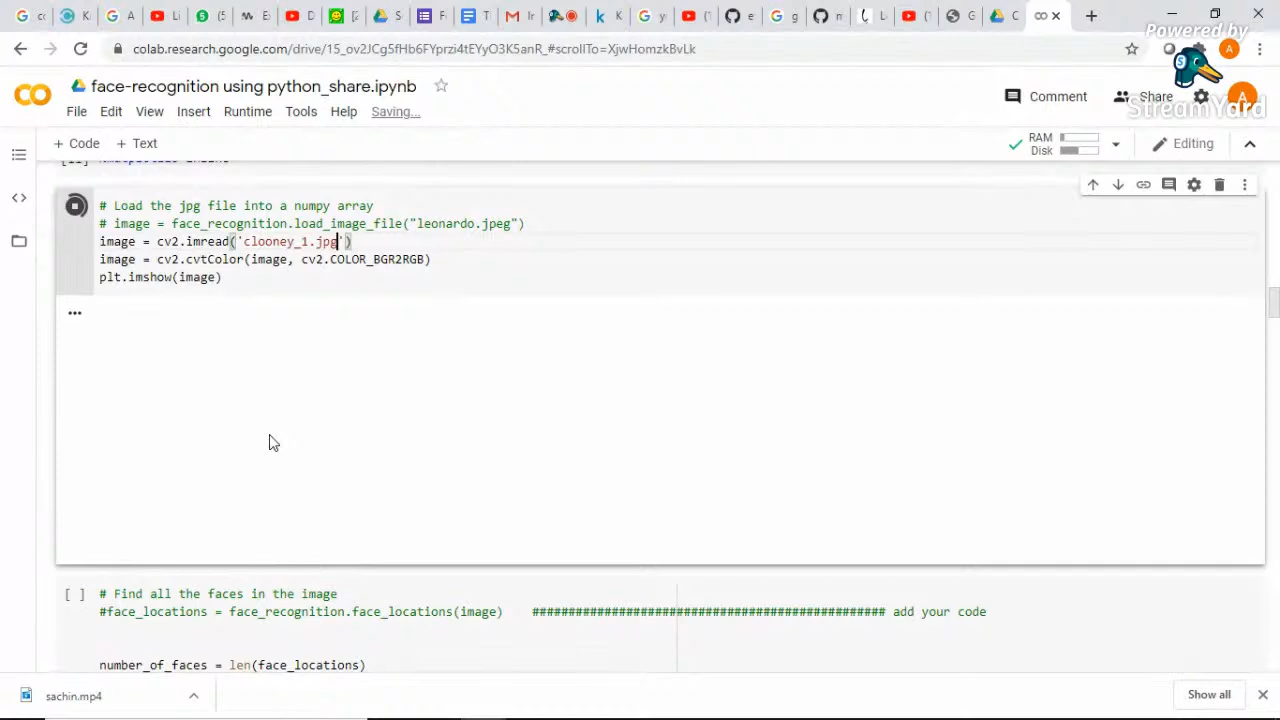 Powered by
colab.research.google.com/drive/15_ov2JCg5fHb6FYprzi4tEYyO3K5anR_#scrollTo=XjwHomzkBvLk
A
face-recognition using python_share.ipynb
Comment
Share
A
StreamYard
File Edit View Insert Runtime Tools Help Saving...
+ Code + Text
RAM
Disk
Editing
# Load the jpg file into a numpy array
# image = face_recognition.load_image_file("leonardo.jpeg")
image = cv2.imread('clooney_1.jpg')
image = cv2.cvtColor(image, cv2.COLOR_BGR2RGB)
plt.imshow(image)
[ ] # Find all the faces in the image
#face_locations = face_recognition.face_locations(image) ############################################### add your code
number_of_faces = len(face_locations)
sachin.mp4
Show all